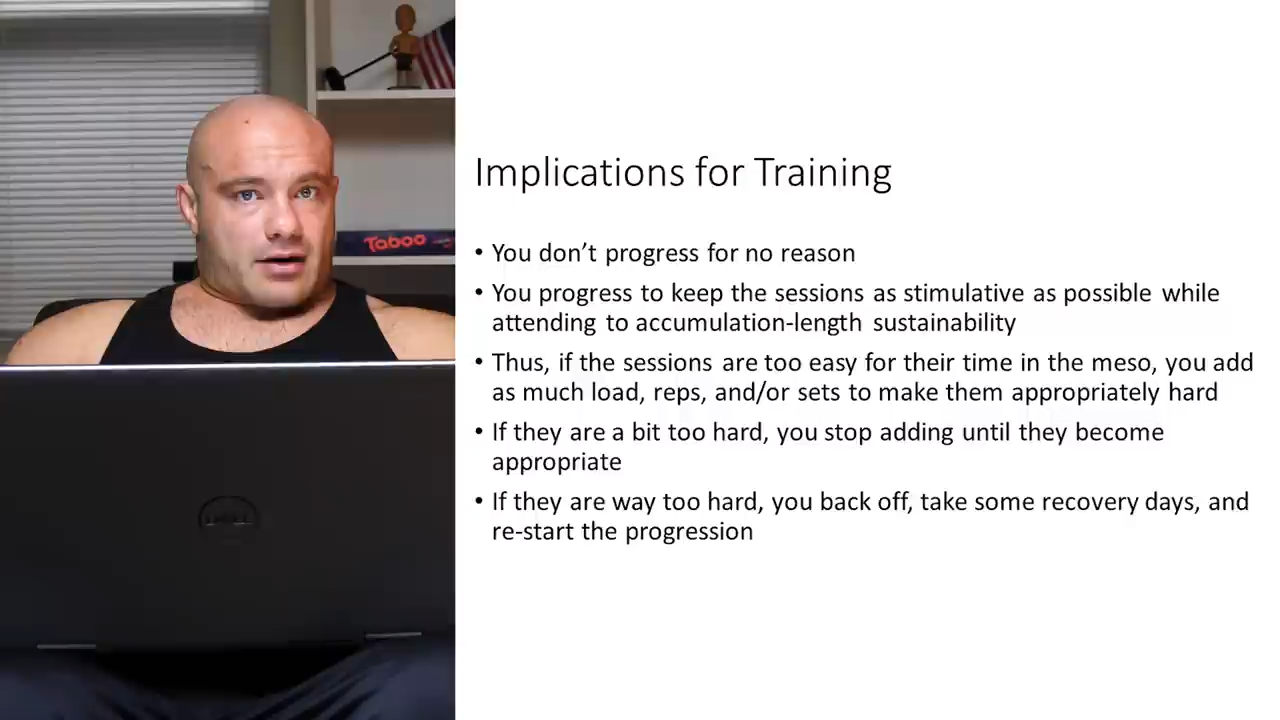 Taboo
DELL
Implications for Training
• You don’t progress for no reason
• You progress to keep the sessions as stimulative as possible while
attending to accumulation-length sustainability
• Thus, if the sessions are too easy for their time in the meso, you add
as much load, reps, and/or sets to make them appropriately hard
• If they are a bit too hard, you stop adding until they become
appropriate
• If they are way too hard, you back off, take some recovery days, and
re-start the progression